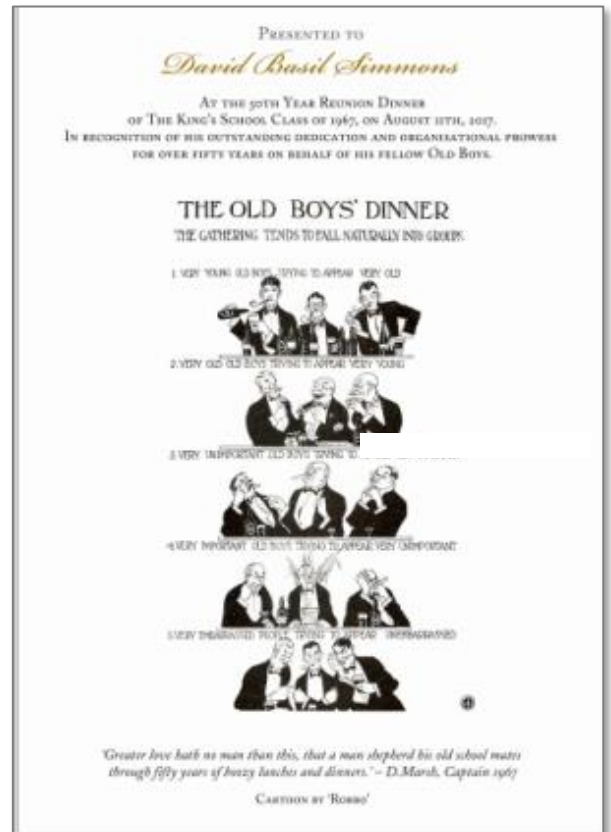 PRESENTED TO
David Basil Simmons
AT THE 50TH YEAR REUNION DINNER
OF THE KING'S SCHOOL CLASS OF 1967, ON AUGUST 11TH, 2017.
IN RECOGNITION OF HIS OUTSTANDING DEDICATION AND ORGANISATIONAL PROWESS
FOR OVER FIFTY YEARS ON BEHALF OF HIS FELLOW OLD BOYS.
THE OLD BOYS' DINNER
THE GATHERING TENDS TO FALL NATURALLY INTO GROUPS.
1. VERY YOUNG OLD BOYS, TRYING TO APPEAR VERY OLD
2. VERY OLD OLD BOYS TRYING TO APPEAR VERY YOUNG
3. VERY UNIMPORTANT OLD BOYS TRYING TO
4. VERY IMPORTANT OLD BOYS TRYING TO APPEAR VERY UNIMPORTANT
5. VERY EMBARRASSED PEOPLE TRYING TO APPEAR UNEMBARRASSED
'Greater love hath no man than this, that a man shepherd his old school mates
through fifty years of boozy lunches and dinners.' – D.Marsh, Captain 1967
CARTOON BY 'ROBBO'